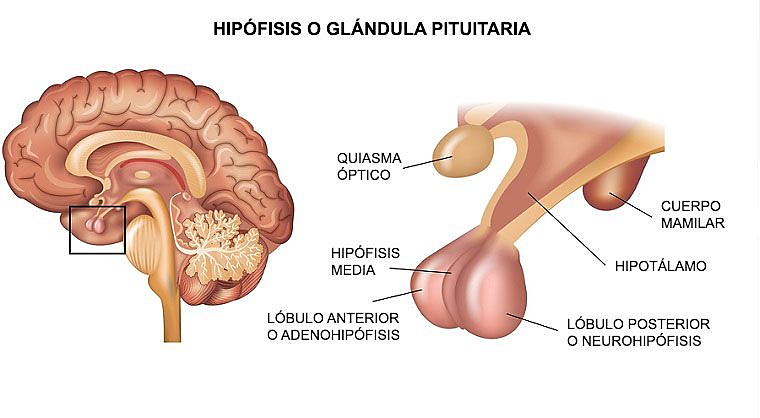 HIPÓFISIS O GLÁNDULA PITUITARIA
QUIASMA
ÓPTICO
CUERPO
MAMILAR
HIPÓFISIS
MEDIA
HIPOTÁLAMO
LÓBULO ANTERIOR
O ADENOHIPÓFISIS
LÓBULO POSTERIOR
O NEUROHIPÓFISIS